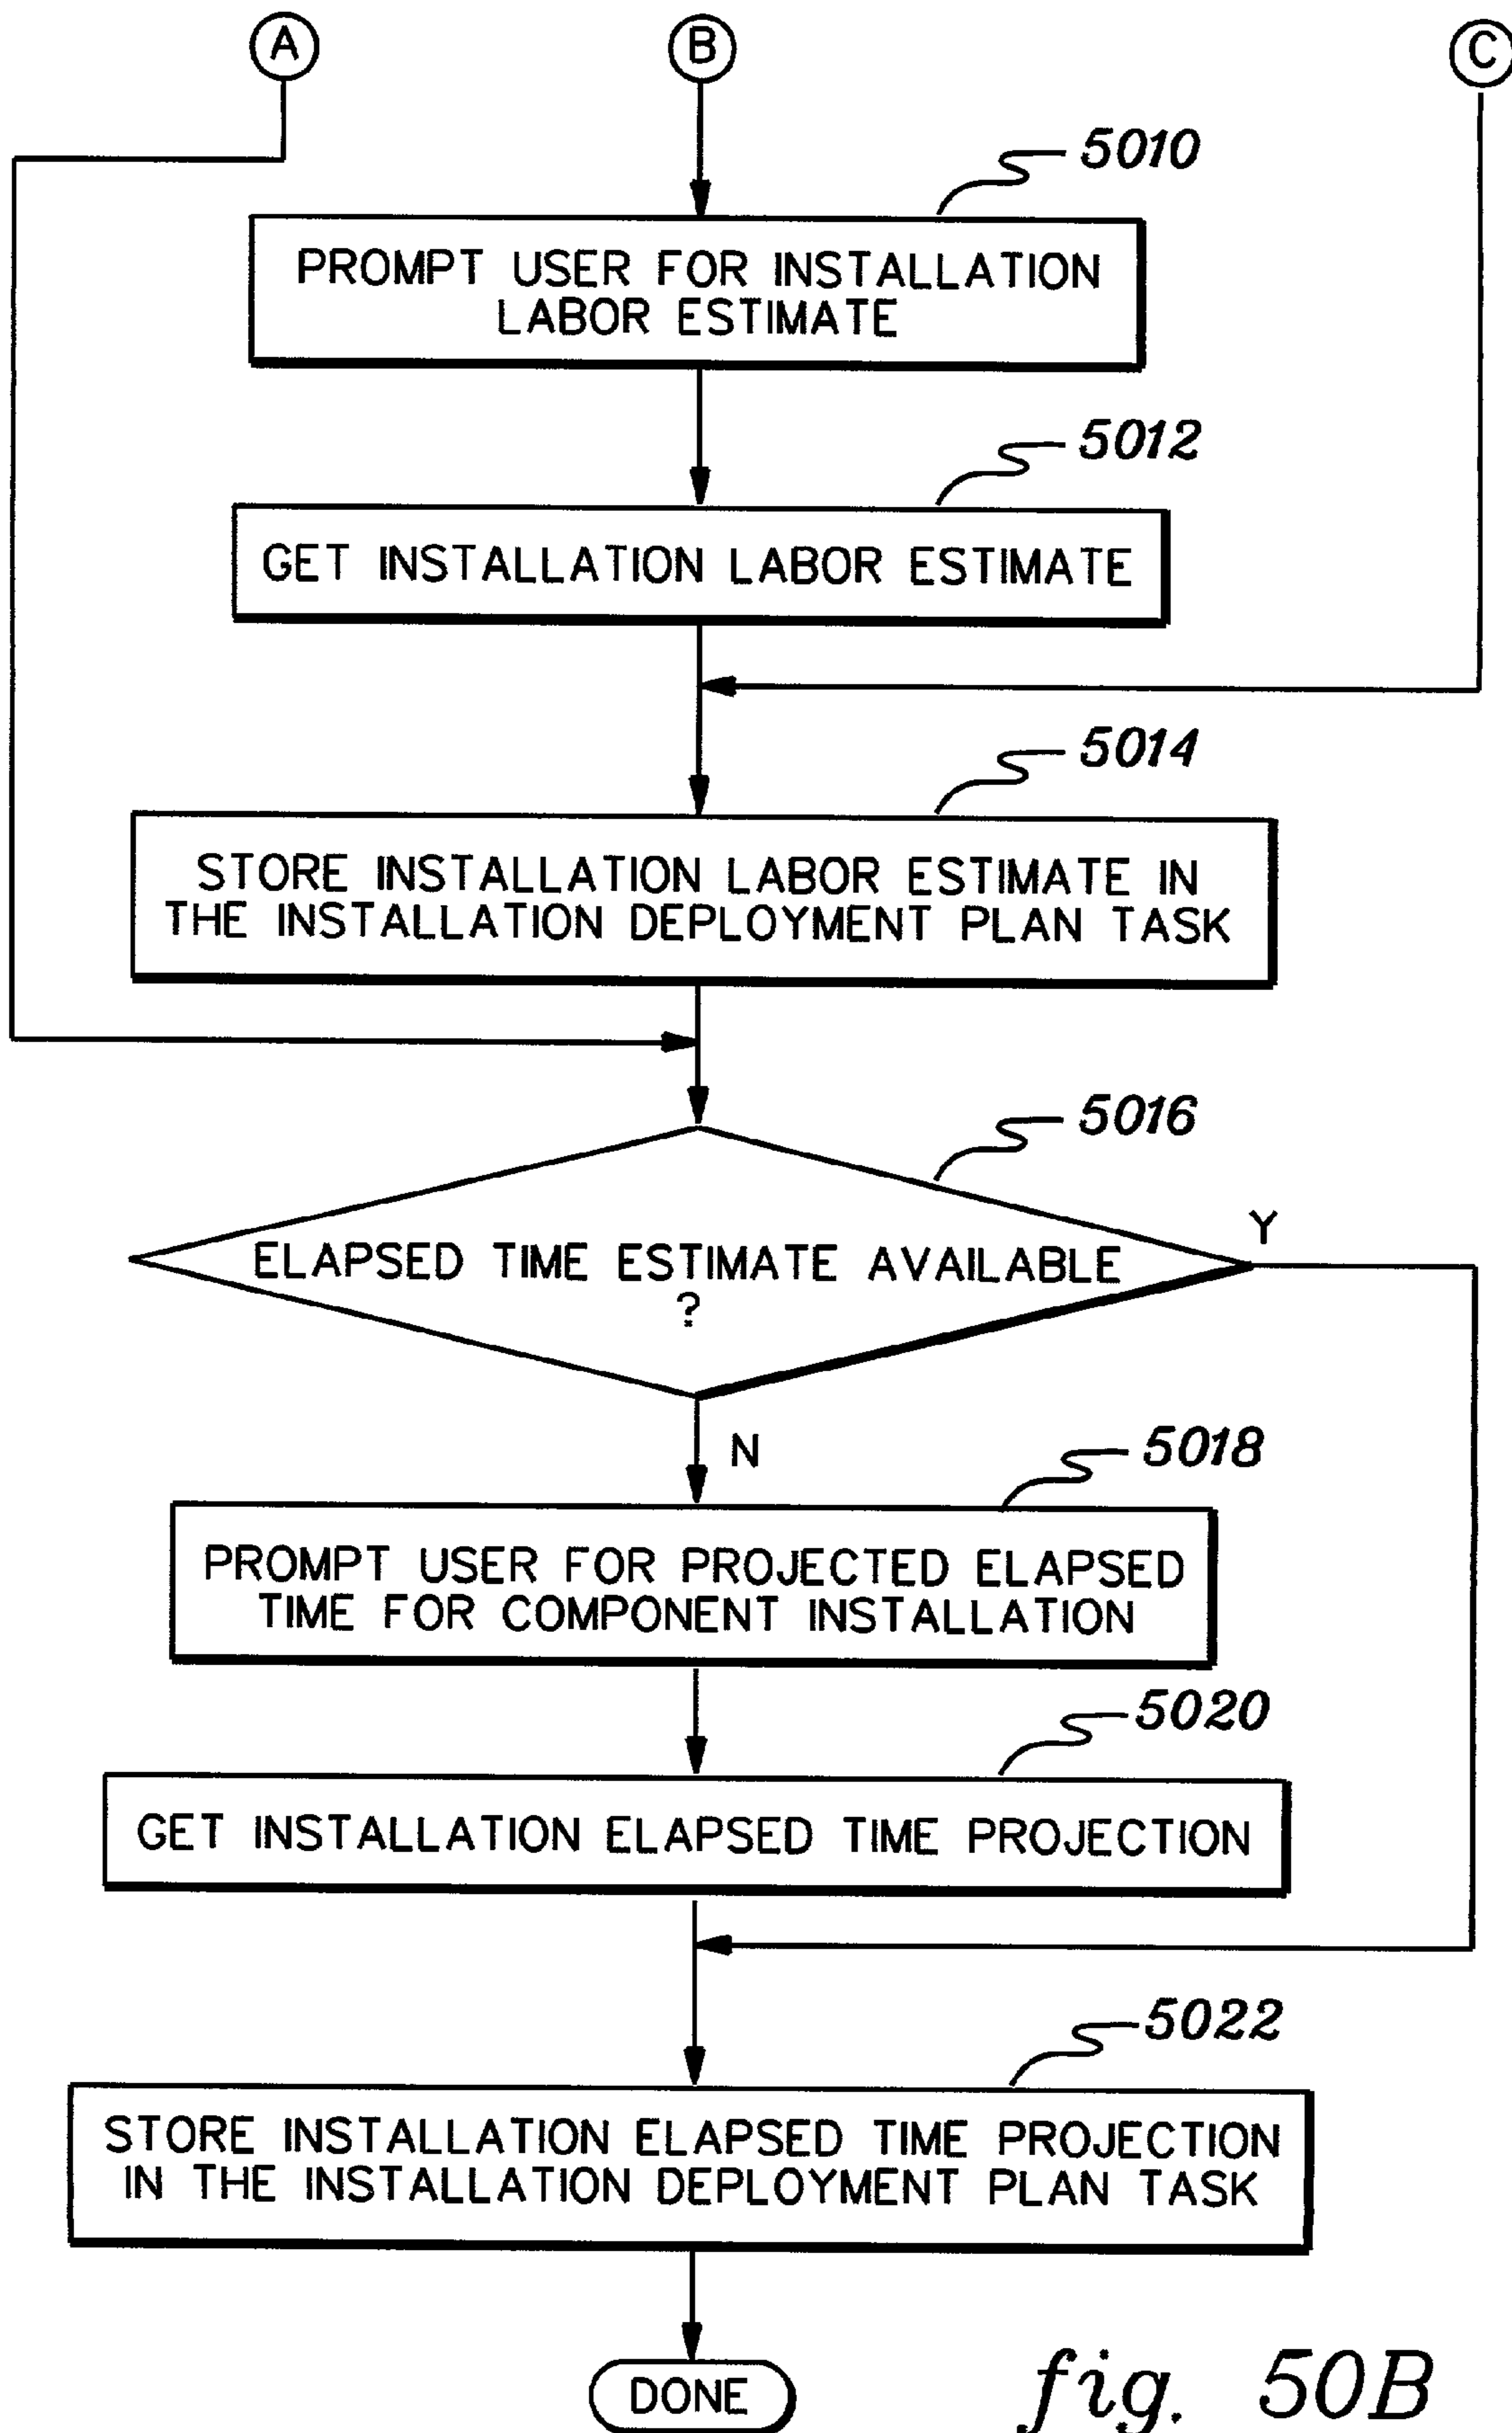 A
B
C
5010
PROMPT USER FOR INSTALLATION
LABOR ESTIMATE
5012
GET INSTALLATION LABOR ESTIMATE
5014
STORE INSTALLATION LABOR ESTIMATE IN
THE INSTALLATION DEPLOYMENT PLAN TASK
5016
ELAPSED TIME ESTIMATE AVAILABLE
?
Y
N
5018
PROMPT USER FOR PROJECTED ELAPSED
TIME FOR COMPONENT INSTALLATION
5020
GET INSTALLATION ELAPSED TIME PROJECTION
5022
STORE INSTALLATION ELAPSED TIME PROJECTION
IN THE INSTALLATION DEPLOYMENT PLAN TASK
DONE
fig. 50B